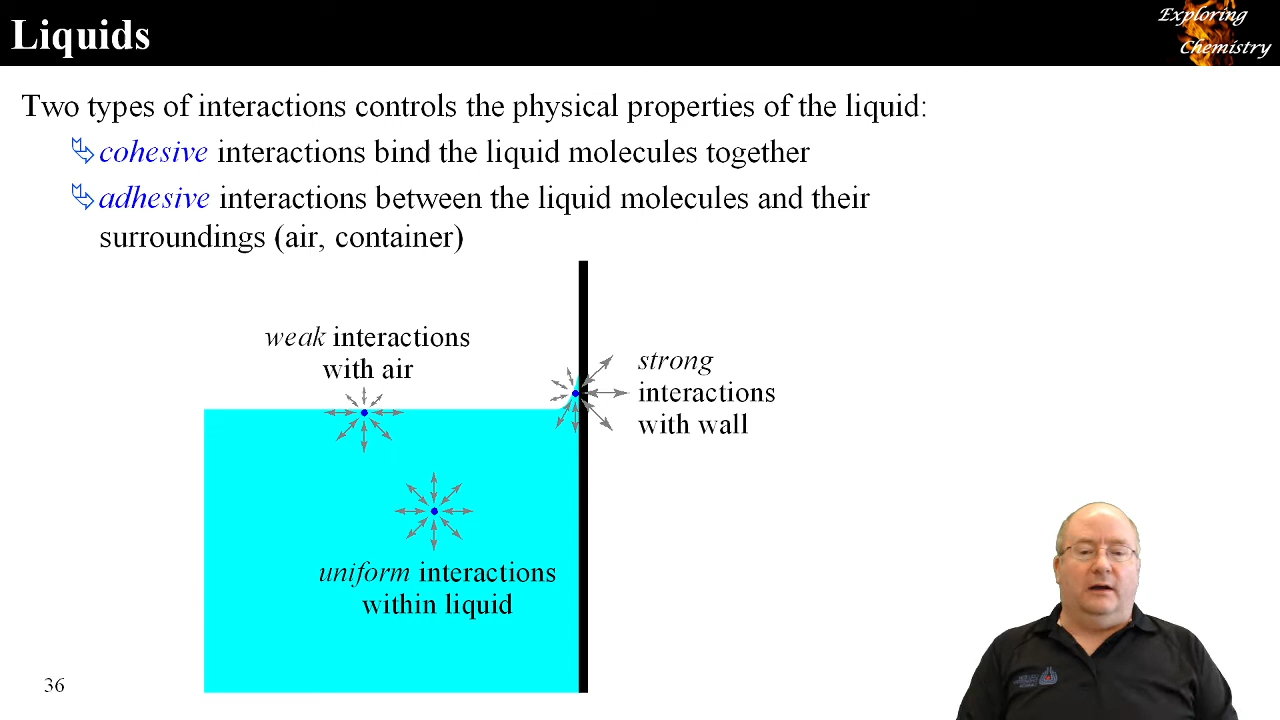 Liquids
Exploring
Chemistry
Two types of interactions controls the physical properties of the liquid:
cohesive interactions bind the liquid molecules together
adhesive interactions between the liquid molecules and their
surroundings (air, container)
weak interactions
with air
strong
interactions
with wall
uniform interactions
within liquid
36